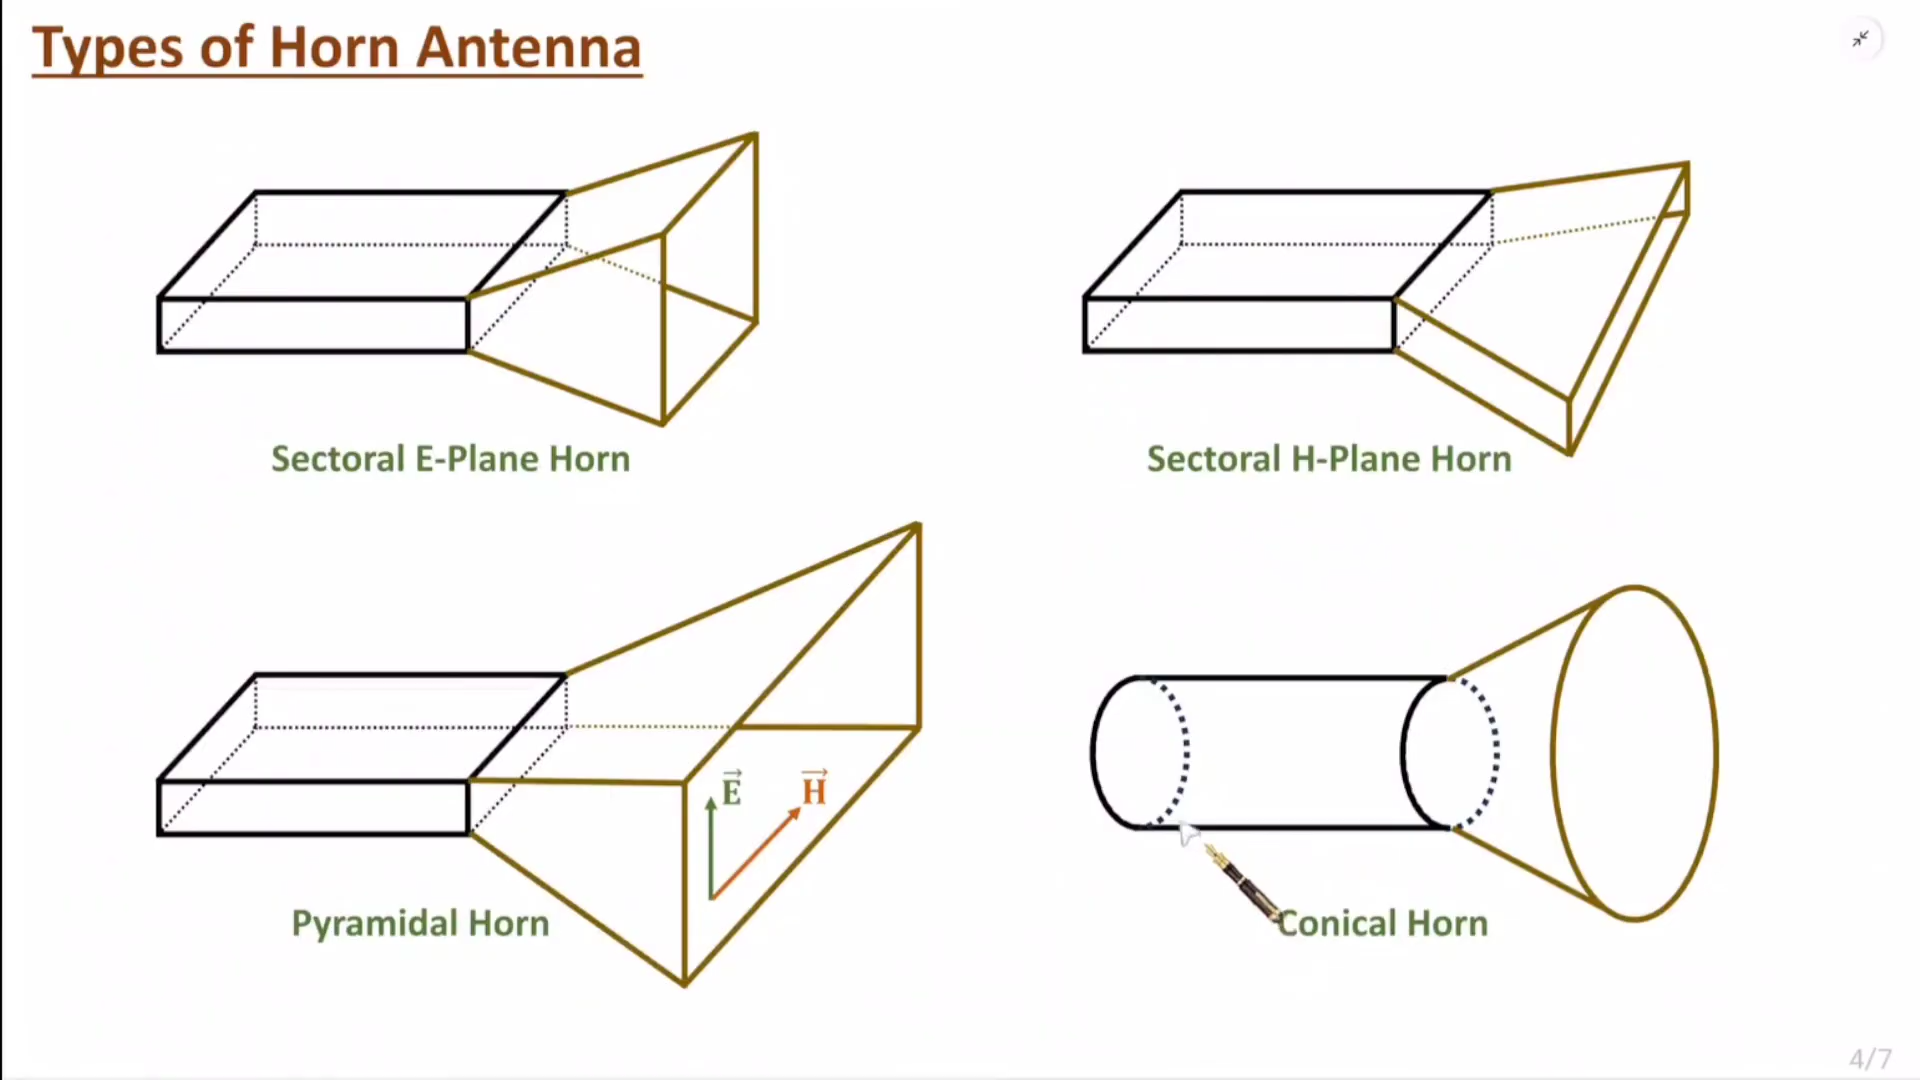 Types of Horn Antenna
Sectoral E-Plane Horn
Sectoral H-Plane Horn
E⃗
H⃗
Pyramidal Horn
Conical Horn
4/7